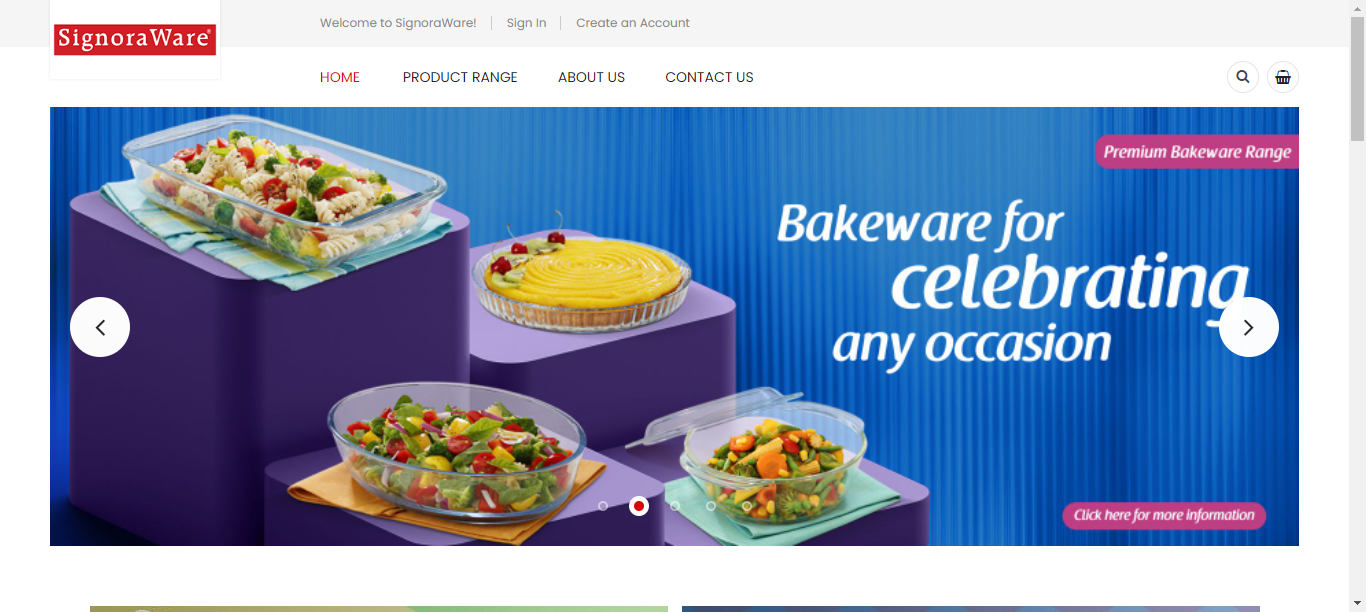 SignoraWare®
Welcome to SignoraWare!
Sign In
Create an Account
HOME
PRODUCT RANGE
ABOUT US
CONTACT US
Premium Bakeware Range
Bakeware for
celebrating
any occasion
Click here for more information